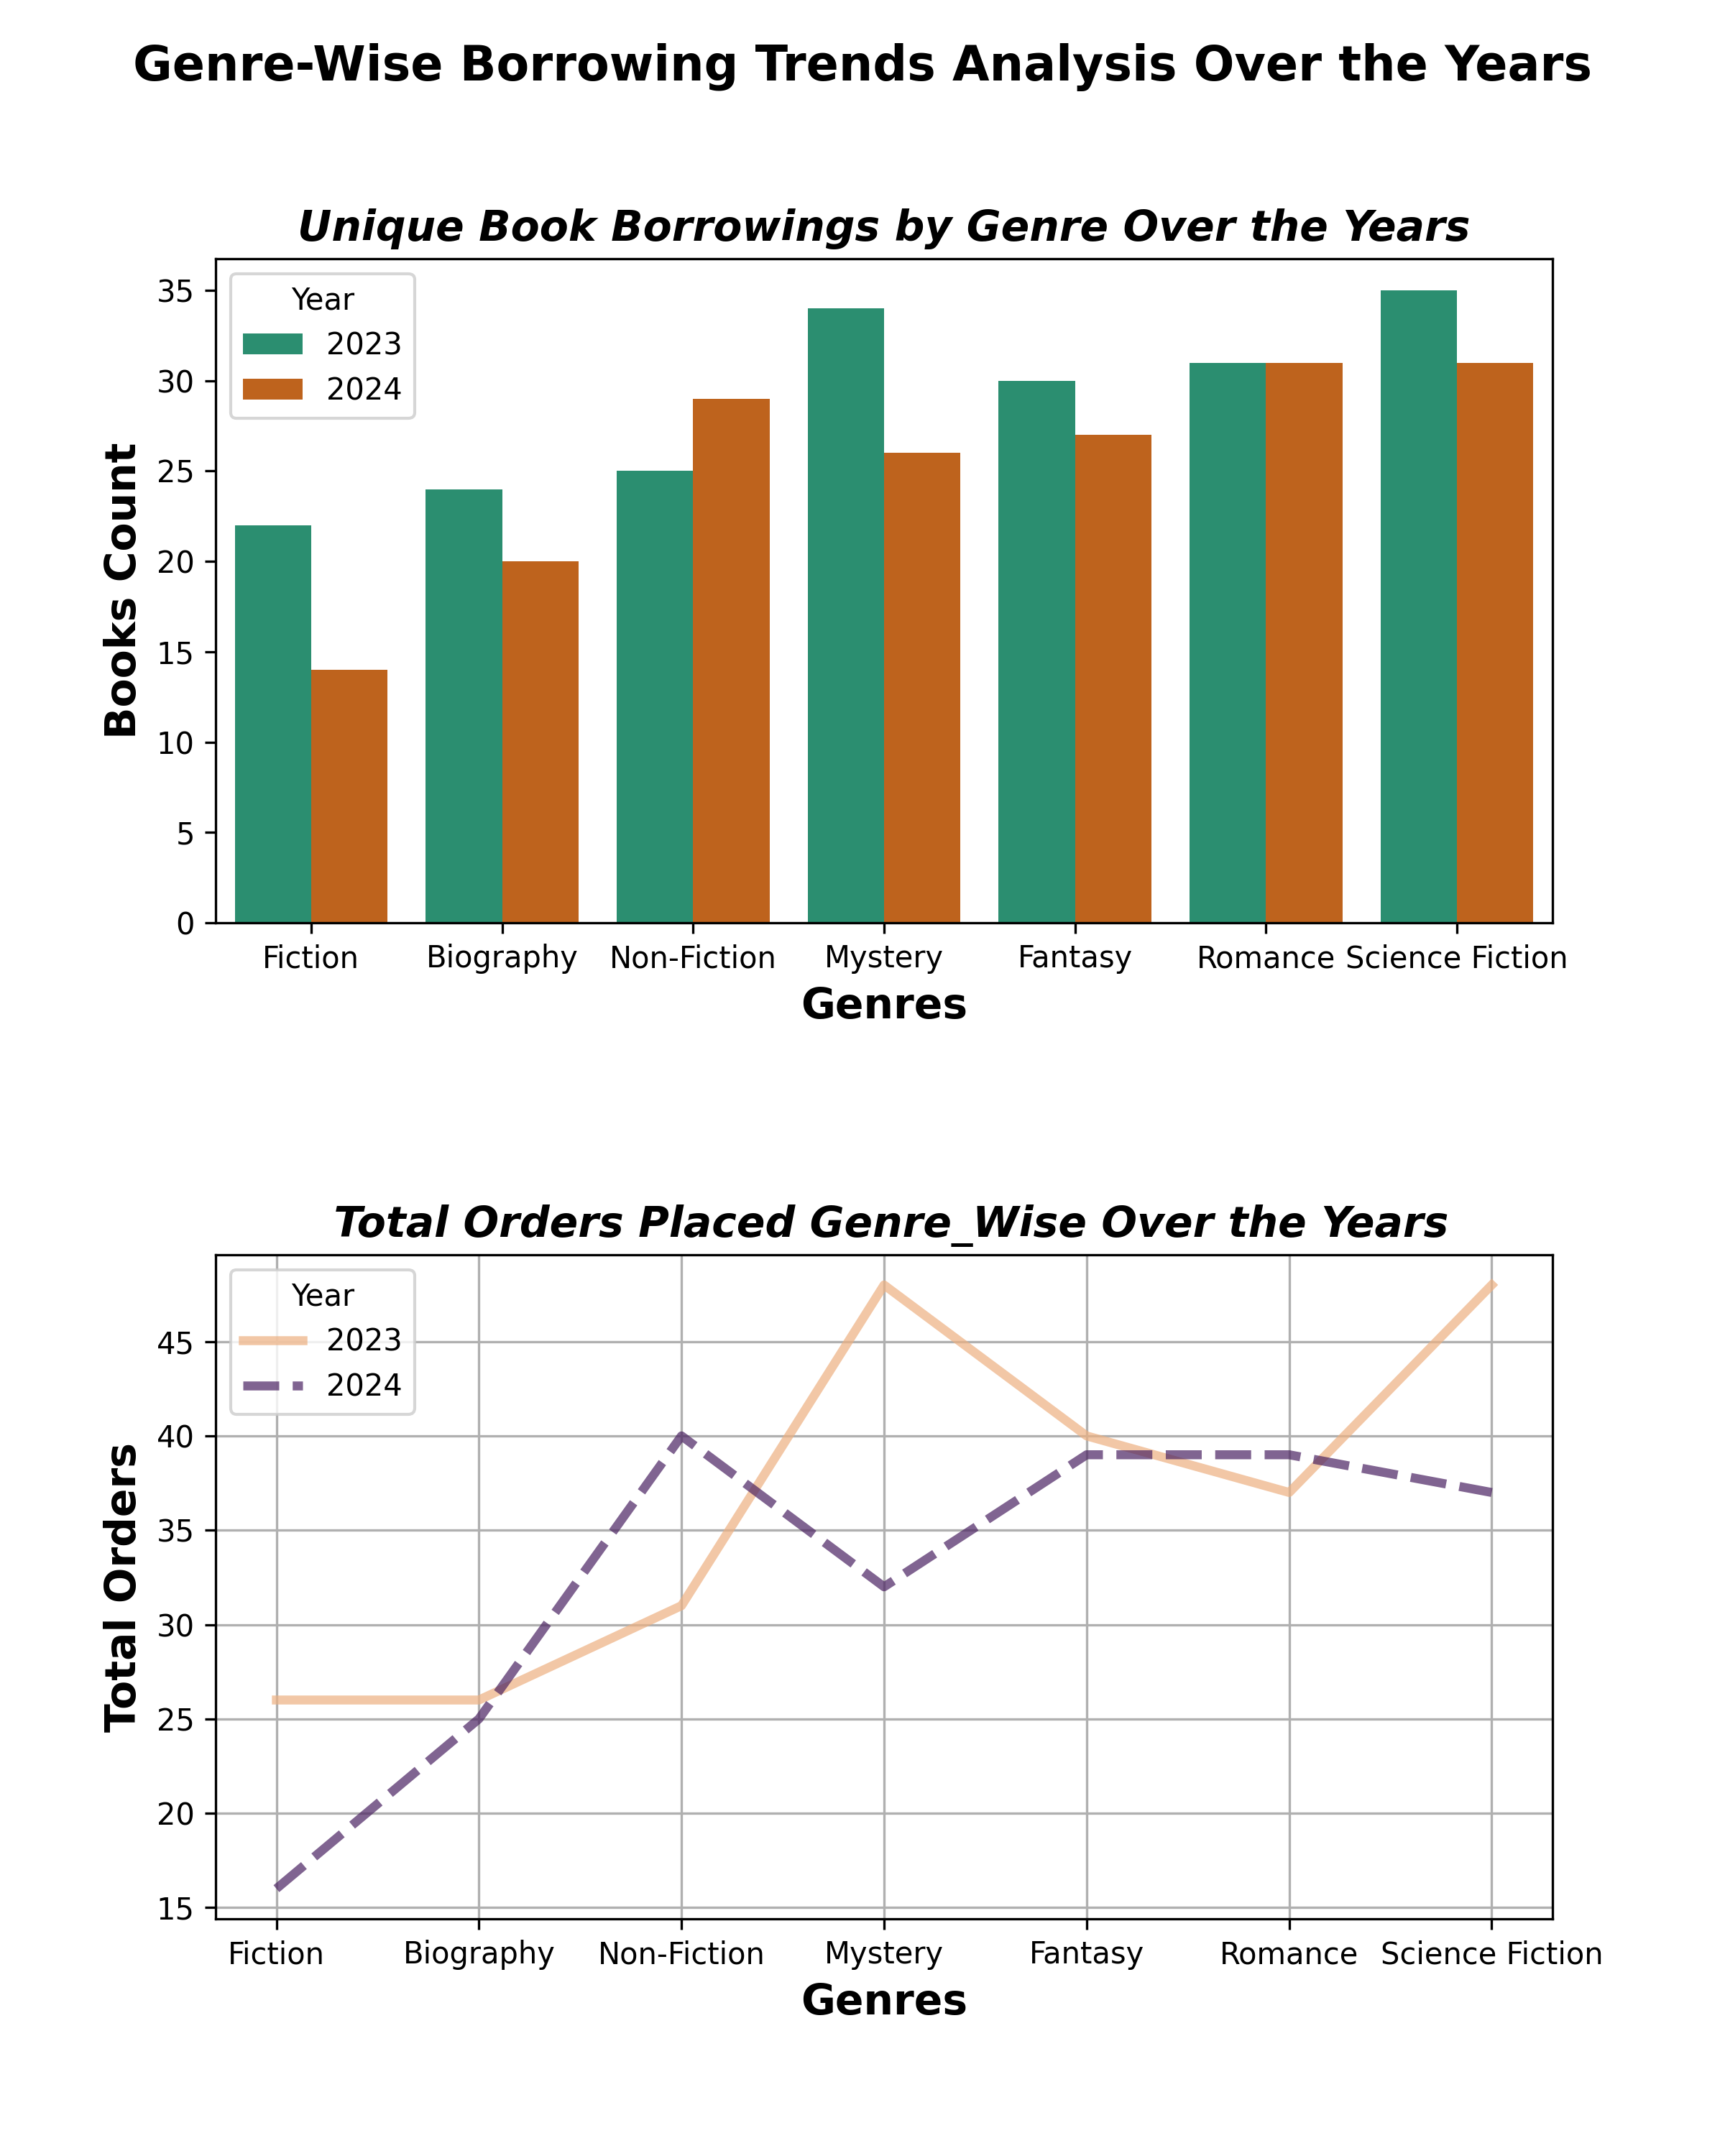 Genre-Wise Borrowing Trends Analysis Over the Years
Unique Book Borrowings by Genre Over the Years
Year
2023
2024
35
30
25
20
15
10
5
0
Books Count
Fiction Biography Non-Fiction Mystery Fantasy Romance Science Fiction
Genres
Total Orders Placed Genre_Wise Over the Years
Year
2023
2024
45
40
35
30
25
20
15
Total Orders
Fiction Biography Non-Fiction Mystery Fantasy Romance Science Fiction
Genres